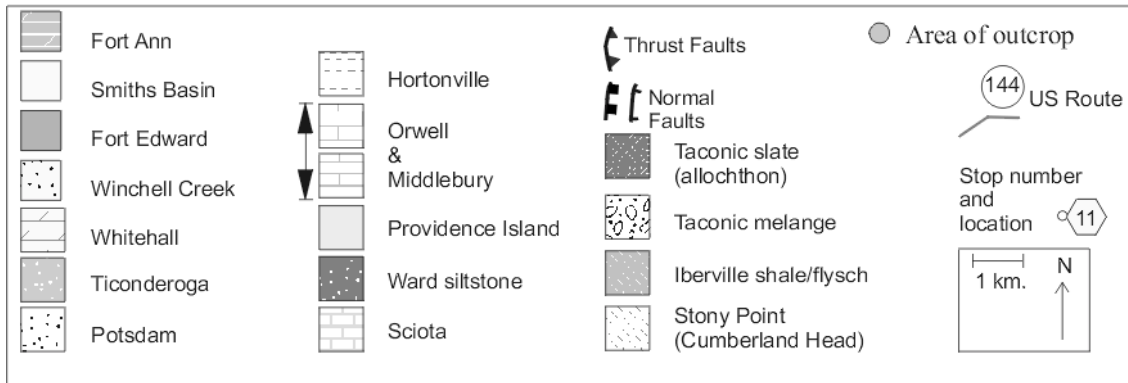 Fort Ann
Smiths Basin
Fort Edward
Winchell Creek
Whitehall
Ticonderoga
Potsdam
Hortonville
Orwell
&
Middlebury
Providence Island
Ward siltstone
Sciota
Thrust Faults
Normal
Faults
Taconic slate
(allochthon)
Taconic melange
Iberville shale/flysch
Stony Point
(Cumberland Head)
Area of outcrop
144
US Route
Stop number
and
location
11
1 km.
N